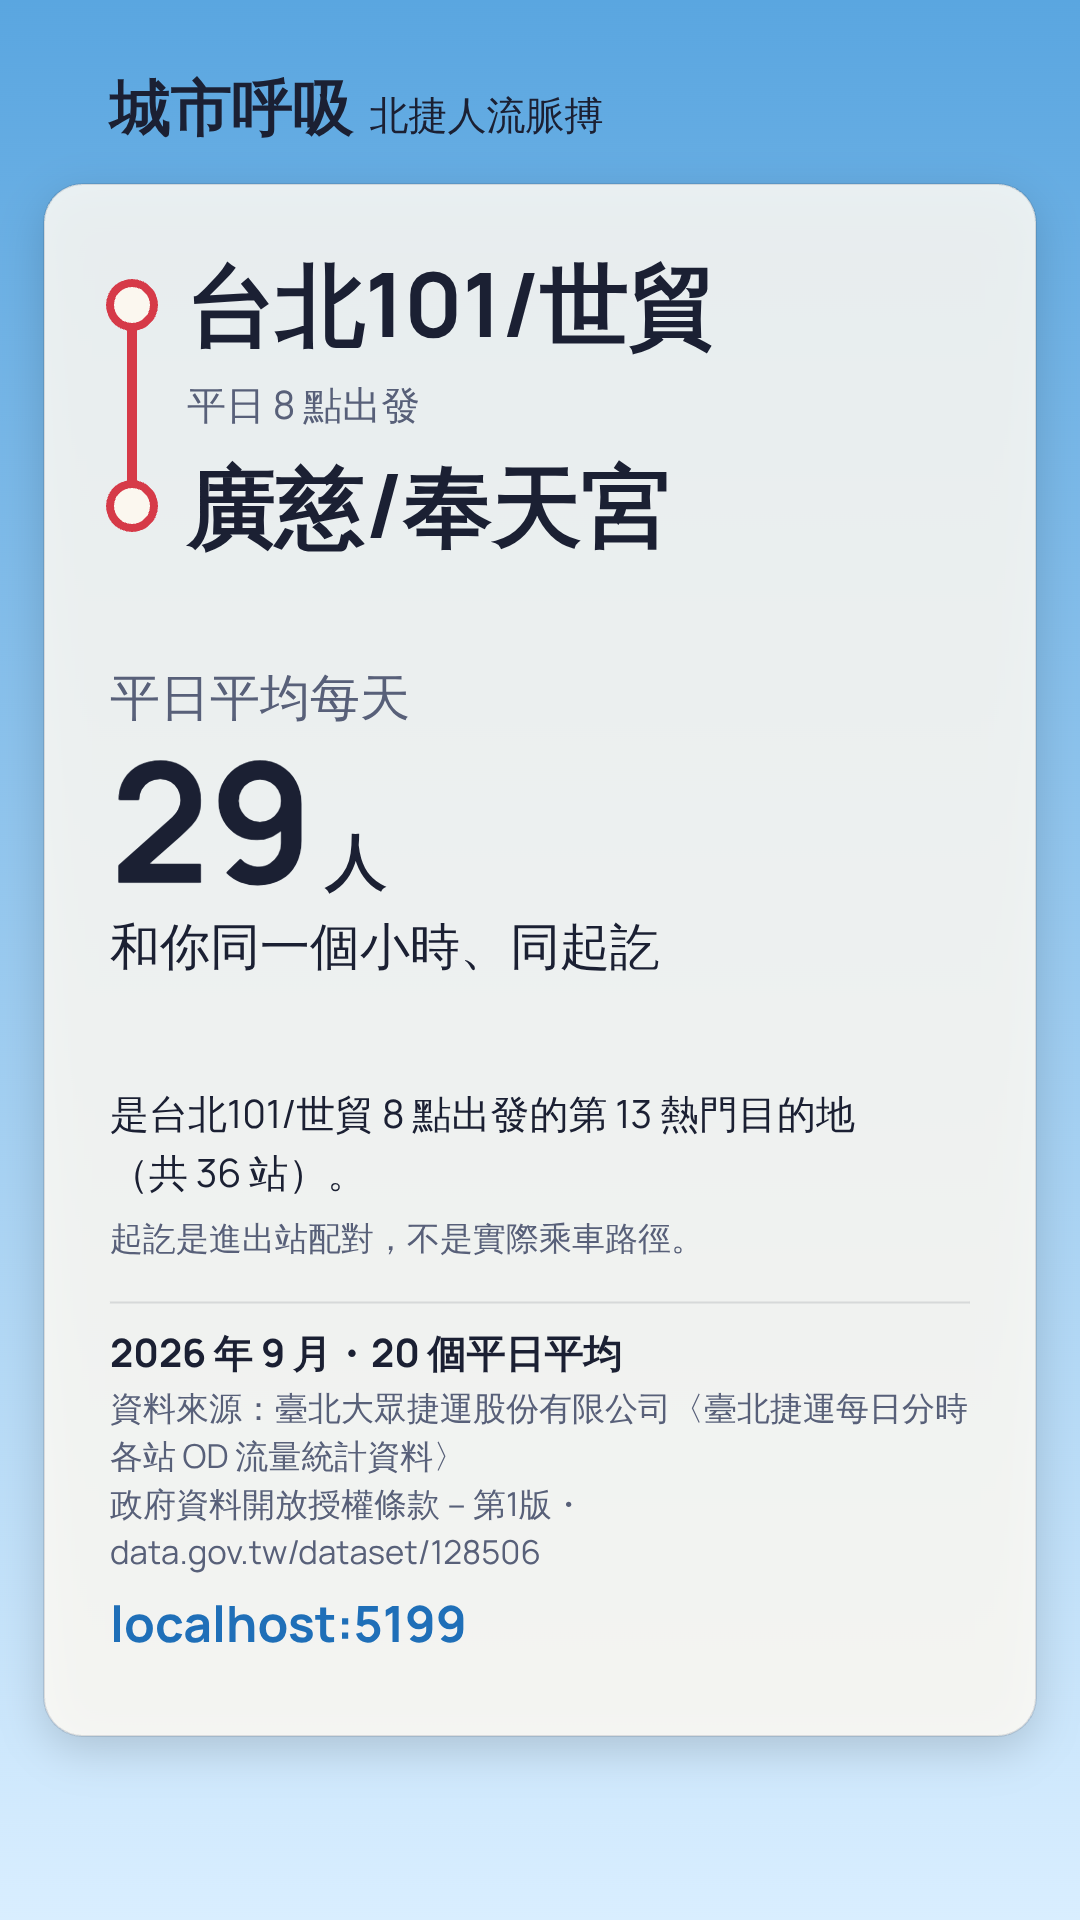 城市呼吸 北捷人流脈搏
台北101/世貿
平日 8 點出發
廣慈/奉天宮
平日平均每天
29 人
和你同一個小時、同起訖
是台北101/世貿 8 點出發的第 13 熱門目的地
（共 36 站）。
起訖是進出站配對，不是實際乘車路徑。
2026 年 9 月・20 個平日平均
資料來源：臺北大眾捷運股份有限公司〈臺北捷運每日分時
各站 OD 流量統計資料〉
政府資料開放授權條款－第1版・
data.gov.tw/dataset/128506
localhost:5199